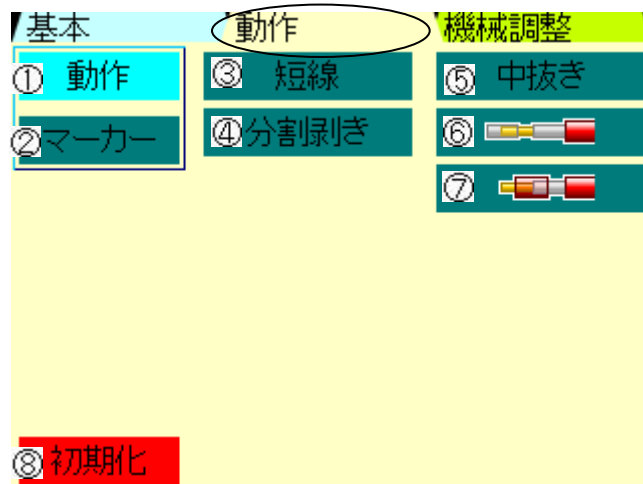 基本 動作 機械調整
① 動作 ③ 短線 ⑤ 中抜き
② マーカー ④ 分割剥き ⑥
⑦
⑧ 初期化